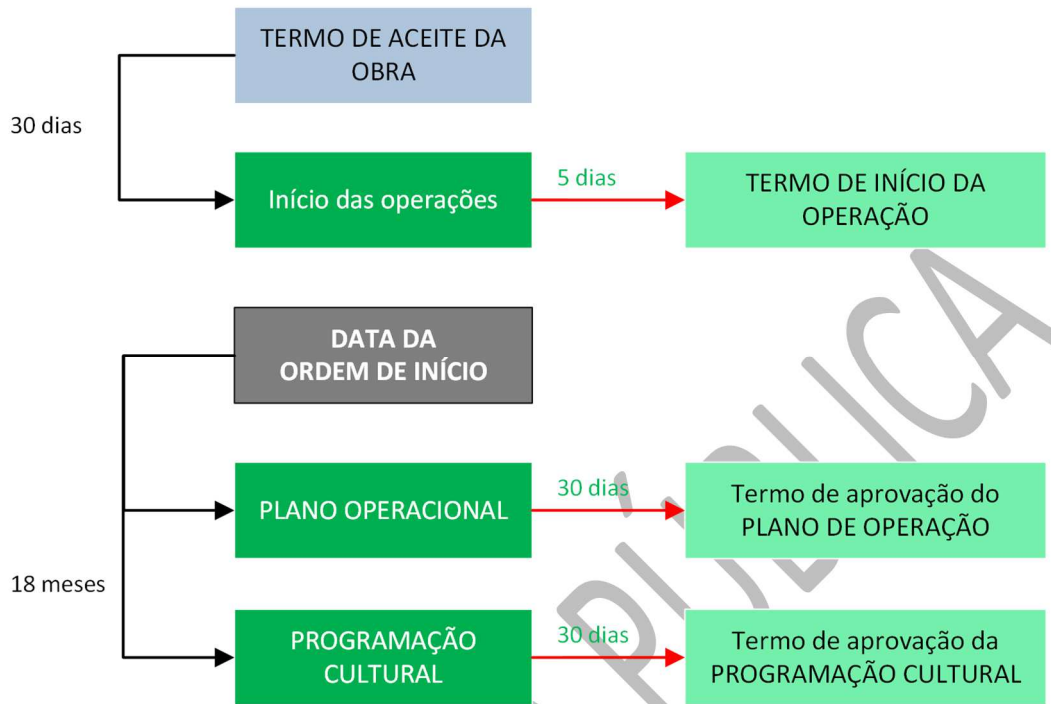 TERMO DE ACEITE DA
OBRA
30 dias
Início das operações
5 dias
TERMO DE INÍCIO DA
OPERAÇÃO
DATA DA
ORDEM DE INÍCIO
PLANO OPERACIONAL
30 dias
Termo de aprovação do
PLANO DE OPERAÇÃO
18 meses
PROGRAMAÇÃO
CULTURAL
30 dias
Termo de aprovação da
PROGRAMAÇÃO CULTURAL
PÚBLICA